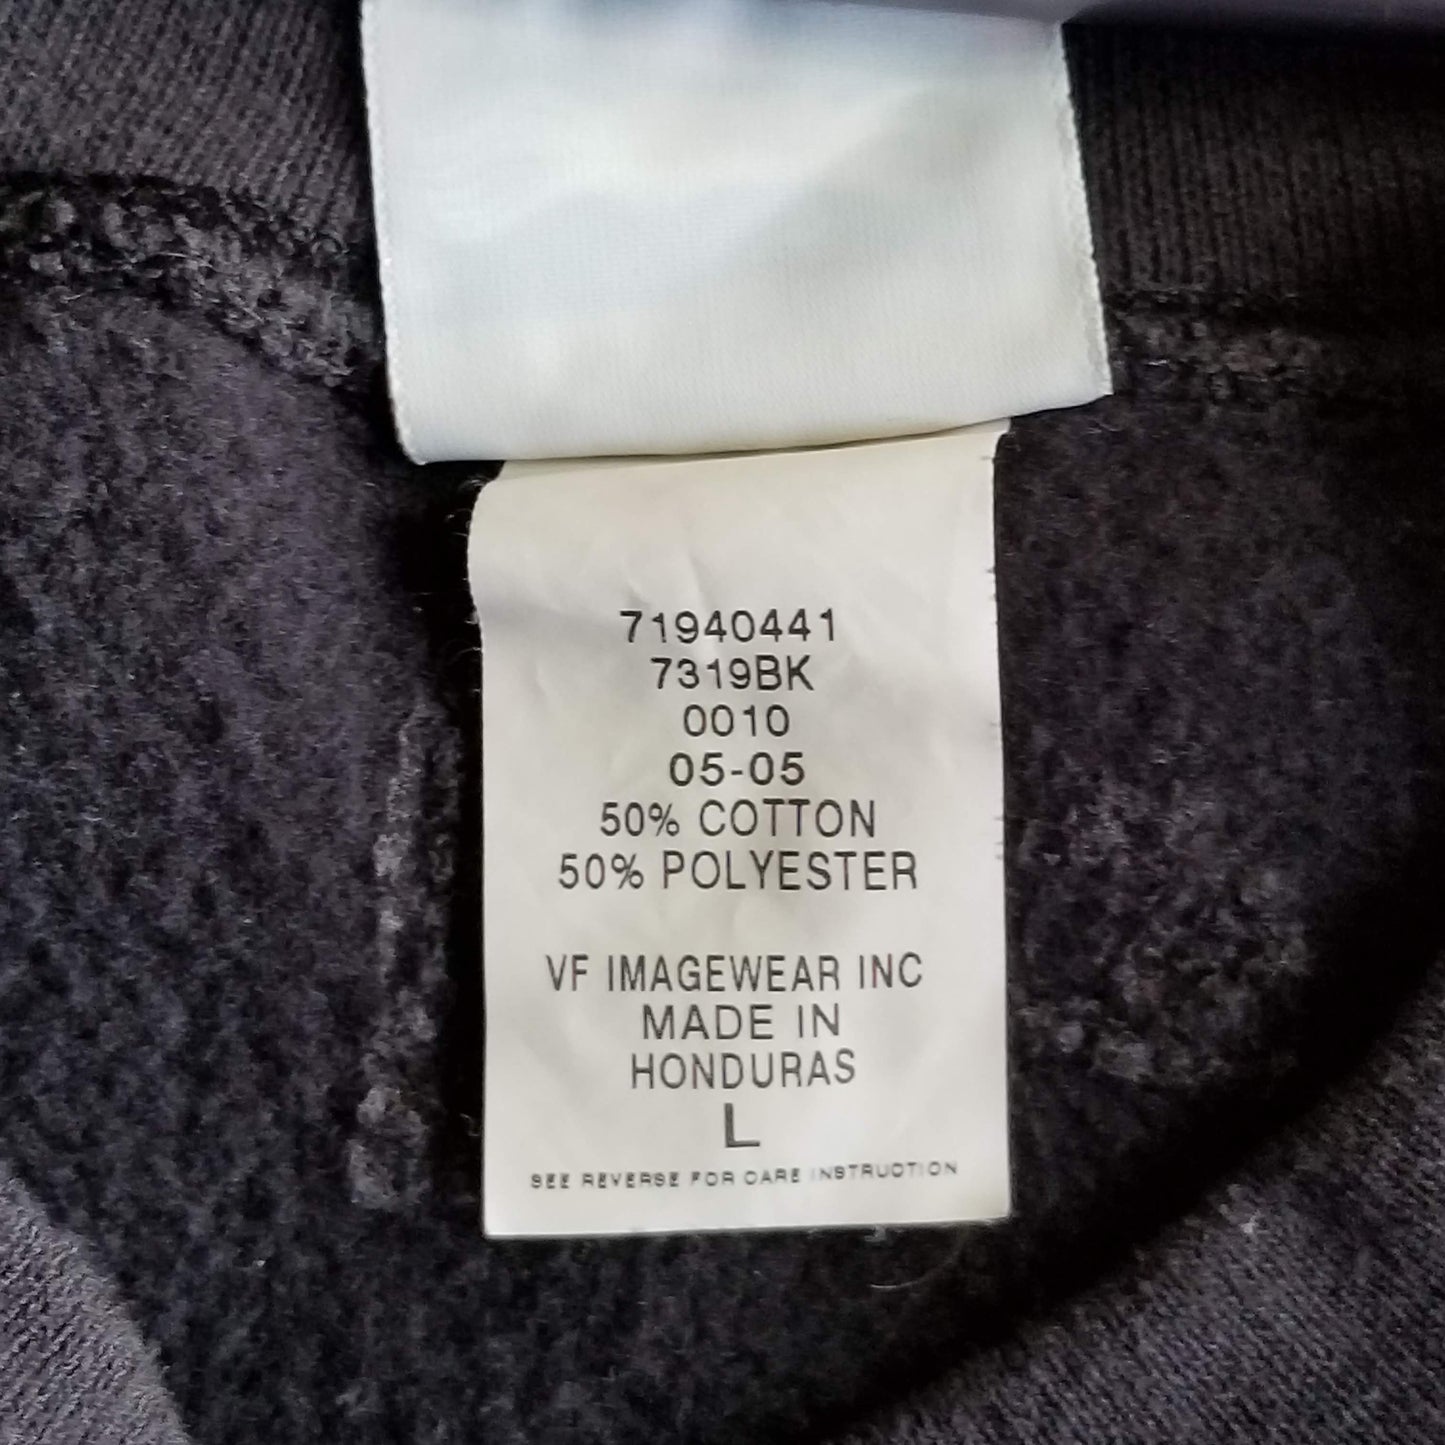 71940441
7319BK
0010
05-05
50% COTTON
50% POLYESTER
VF IMAGEWEAR INC
MADE IN
HONDURAS
L
SEE REVERSE FOR CARE INSTRUCTION